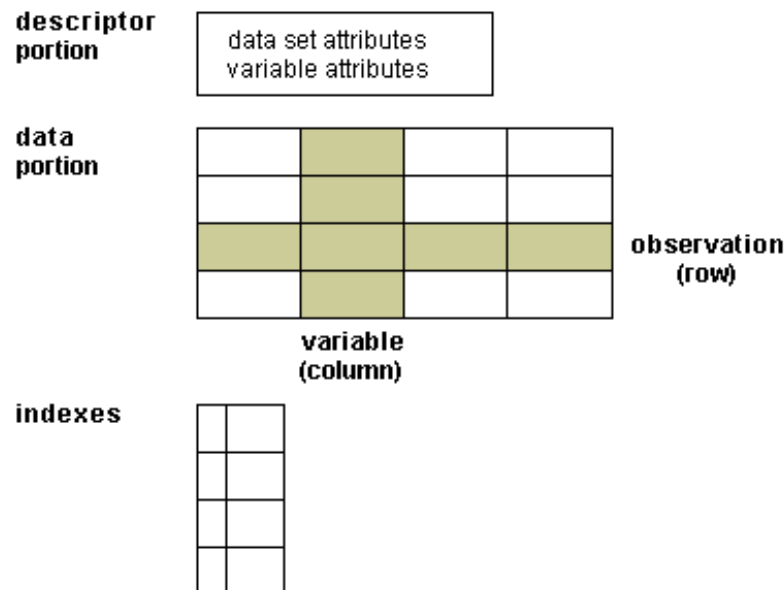 descriptor
portion
data set attributes
variable attributes
data
portion
observation
(row)
variable
(column)
indexes